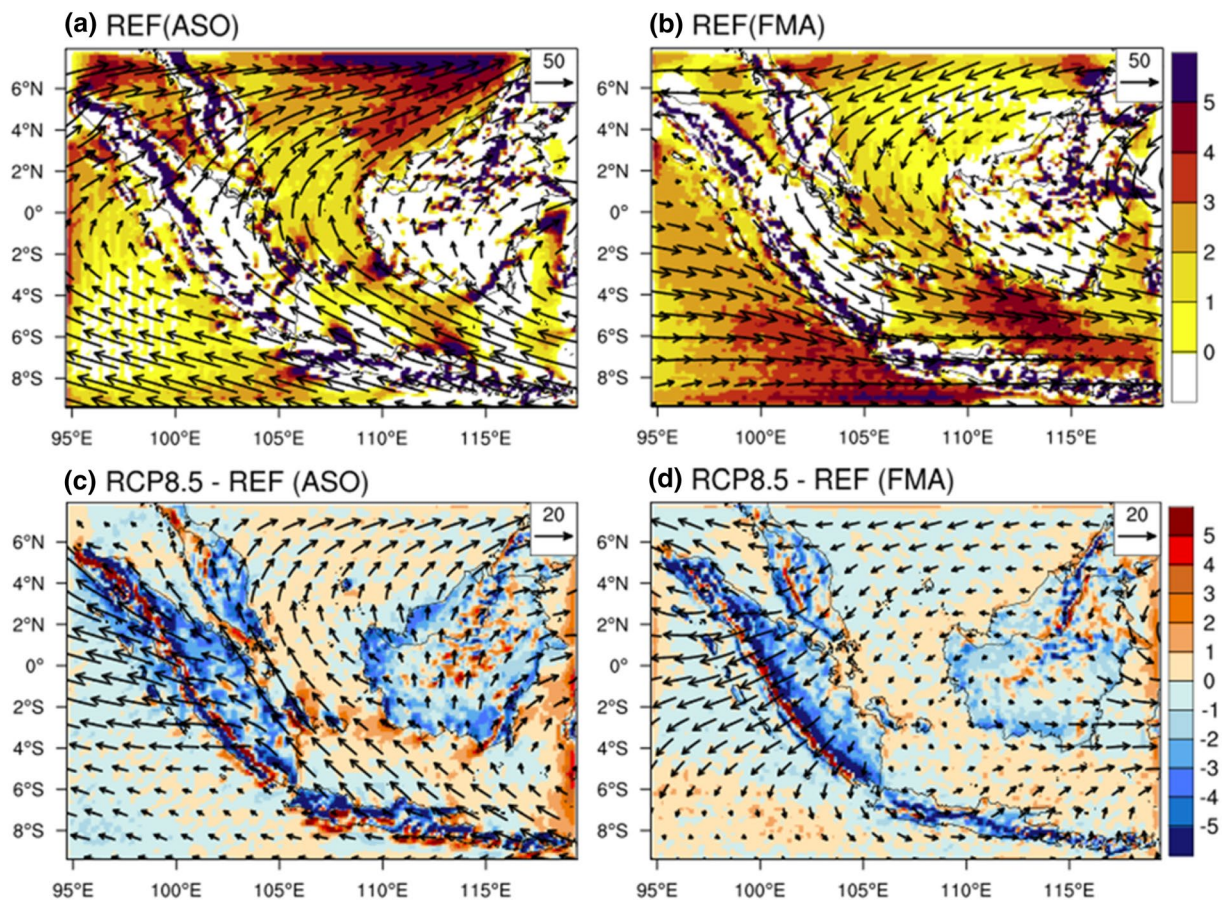 (a) REF(ASO)
(b) REF(FMA)
50
50
6°N
4°N
2°N
0°
2°S
4°S
6°S
8°S
95°E 100°E 105°E 110°E 115°E
6°N
4°N
2°N
0°
2°S
4°S
6°S
8°S
95°E 100°E 105°E 110°E 115°E
5
4
3
2
1
0
(c) RCP8.5 - REF (ASO)
(d) RCP8.5 - REF (FMA)
20
20
6°N
4°N
2°N
0°
2°S
4°S
6°S
8°S
95°E 100°E 105°E 110°E 115°E
6°N
4°N
2°N
0°
2°S
4°S
6°S
8°S
95°E 100°E 105°E 110°E 115°E
5
4
3
2
1
0
-1
-2
-3
-4
-5